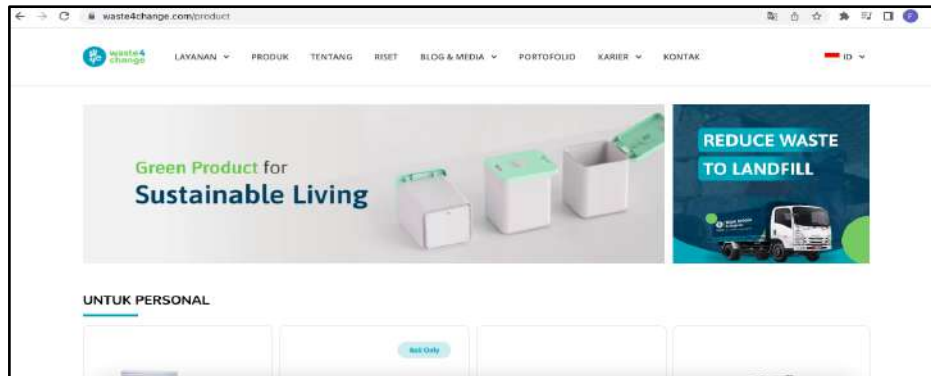 waste4change.com/product
waste4
change
LAYANAN
PRODUK
TENTANG
RISET
BLOG & MEDIA
PORTOFOLIO
KARIER
KONTAK
ID
Green Product for
Sustainable Living
REDUCE WASTE
TO LANDFILL
UNTUK PERSONAL